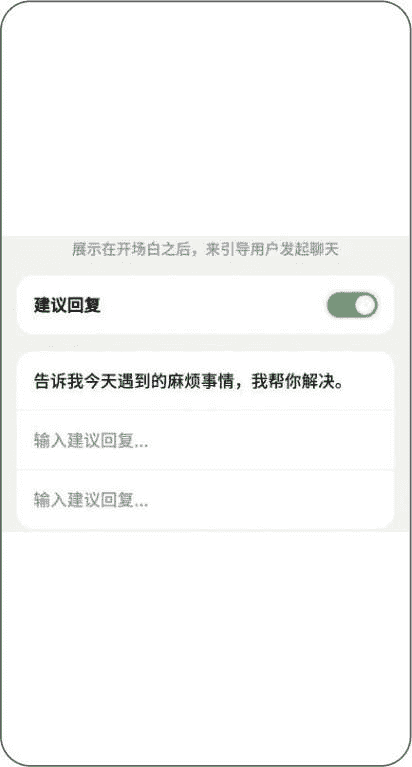 展示在开场白之后，来引导用户发起聊天
建议回复
告诉我今天遇到的麻烦事情，我帮你解决。
输入建议回复...
输入建议回复...